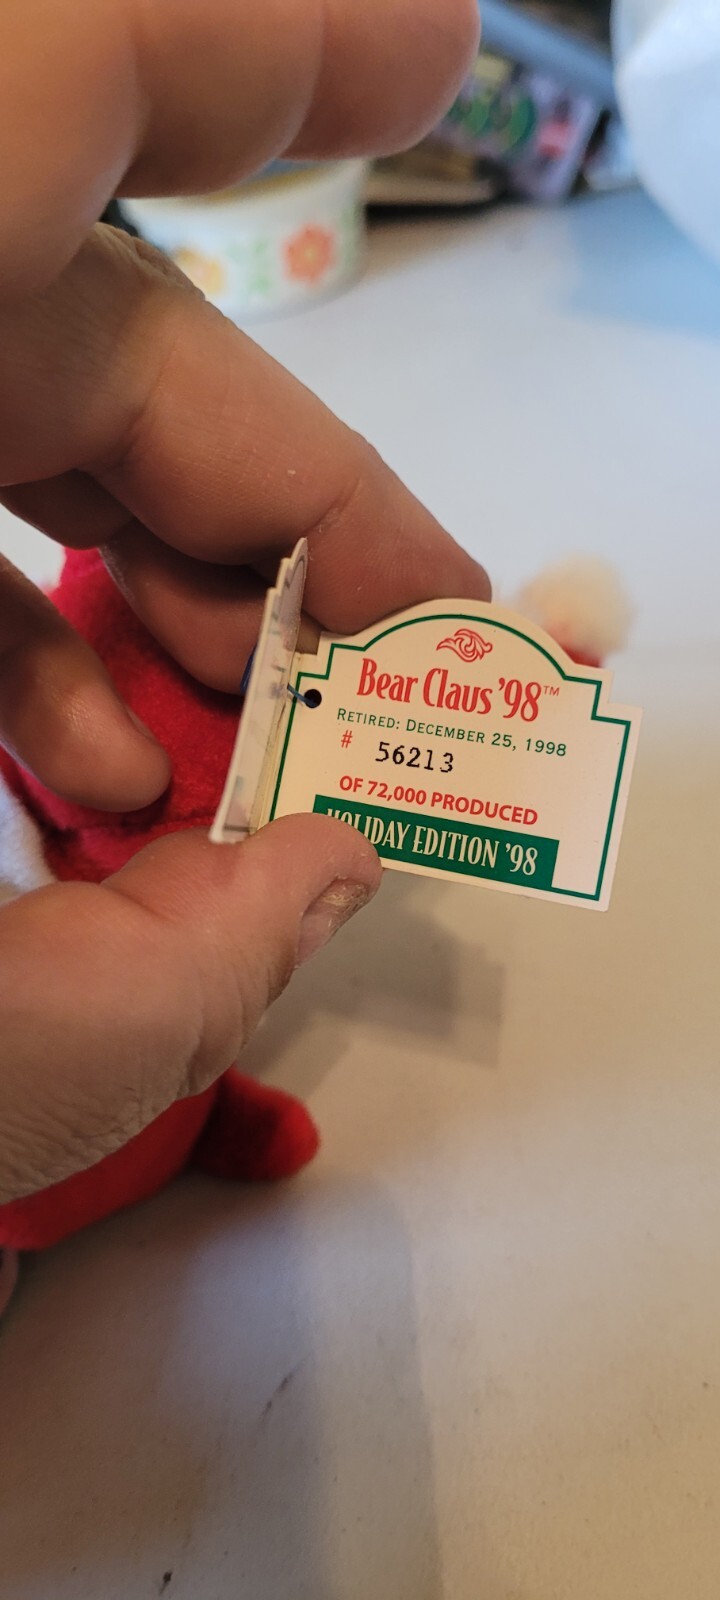 Bear Claus '98™
RETIRED: DECEMBER 25, 1998
# 56213
OF 72,000 PRODUCED
HOLIDAY EDITION '98